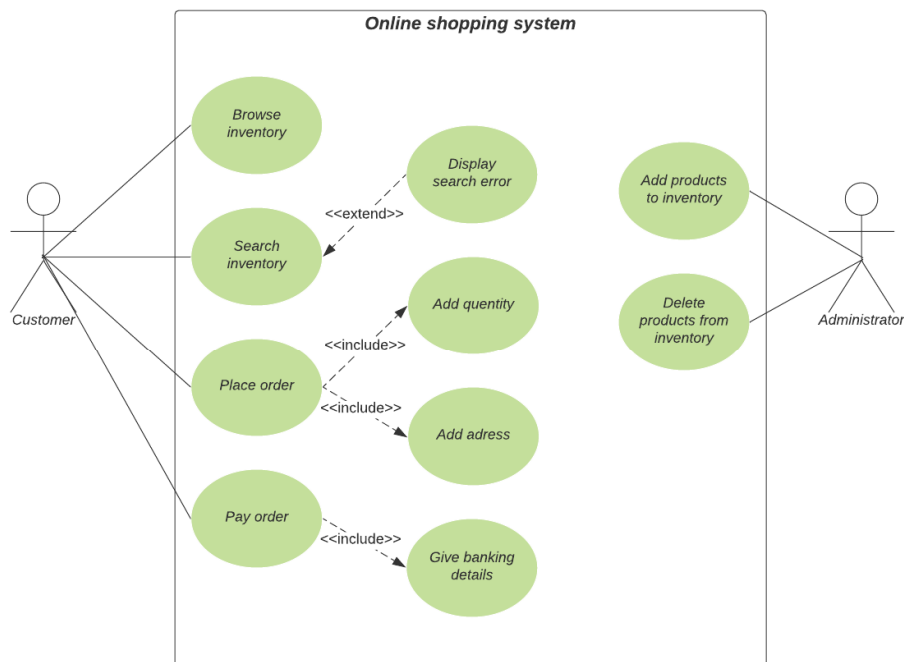 Online shopping system
Browse
inventory
Display
search error
Add products
to inventory
<<extend>>
Search
inventory
Add quentity
Delete
products from
inventory
Customer
Administrator
<<include>>
Place order
<<include>>
Add adress
Pay order
<<include>>
Give banking
details